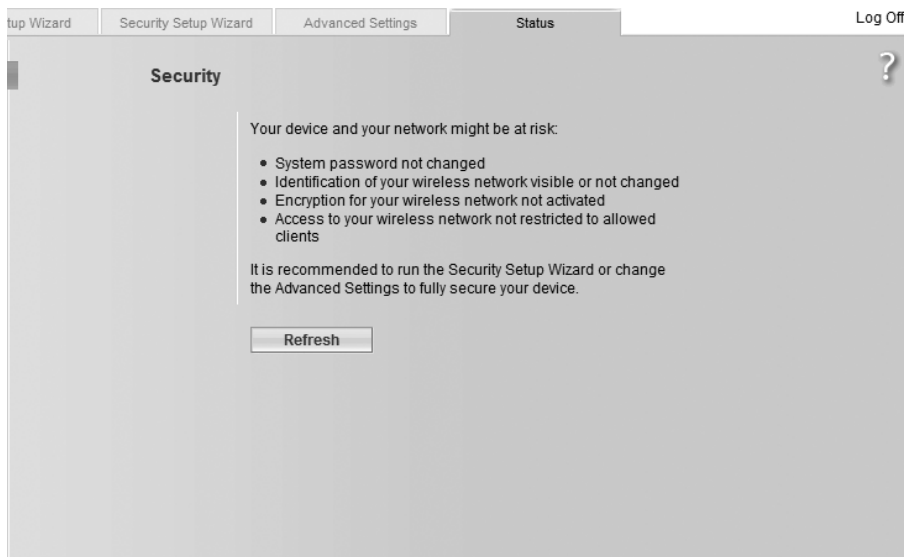 tup Wizard
Security Setup Wizard
Advanced Settings
Status
Log Off
?
Security
Your device and your network might be at risk:
• System password not changed
• Identification of your wireless network visible or not changed
• Encryption for your wireless network not activated
• Access to your wireless network not restricted to allowed
clients
It is recommended to run the Security Setup Wizard or change
the Advanced Settings to fully secure your device.
Refresh